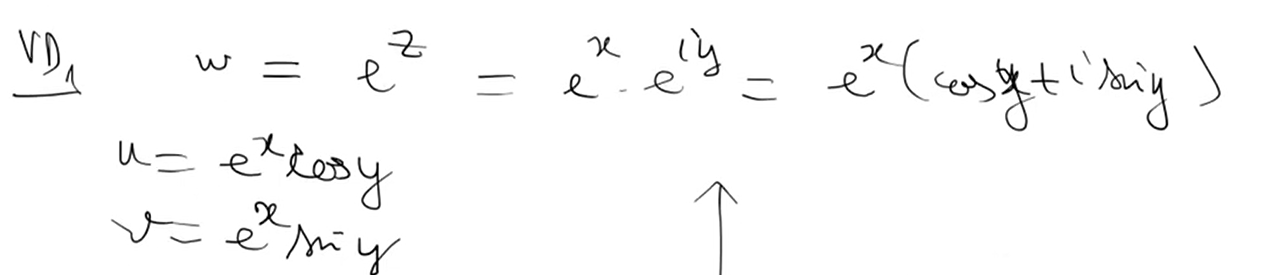 VD₁ w = e^z = e^x · e^{iy} = e^x (cos y + i sin y)
u = e^x cos y
v = e^x sin y